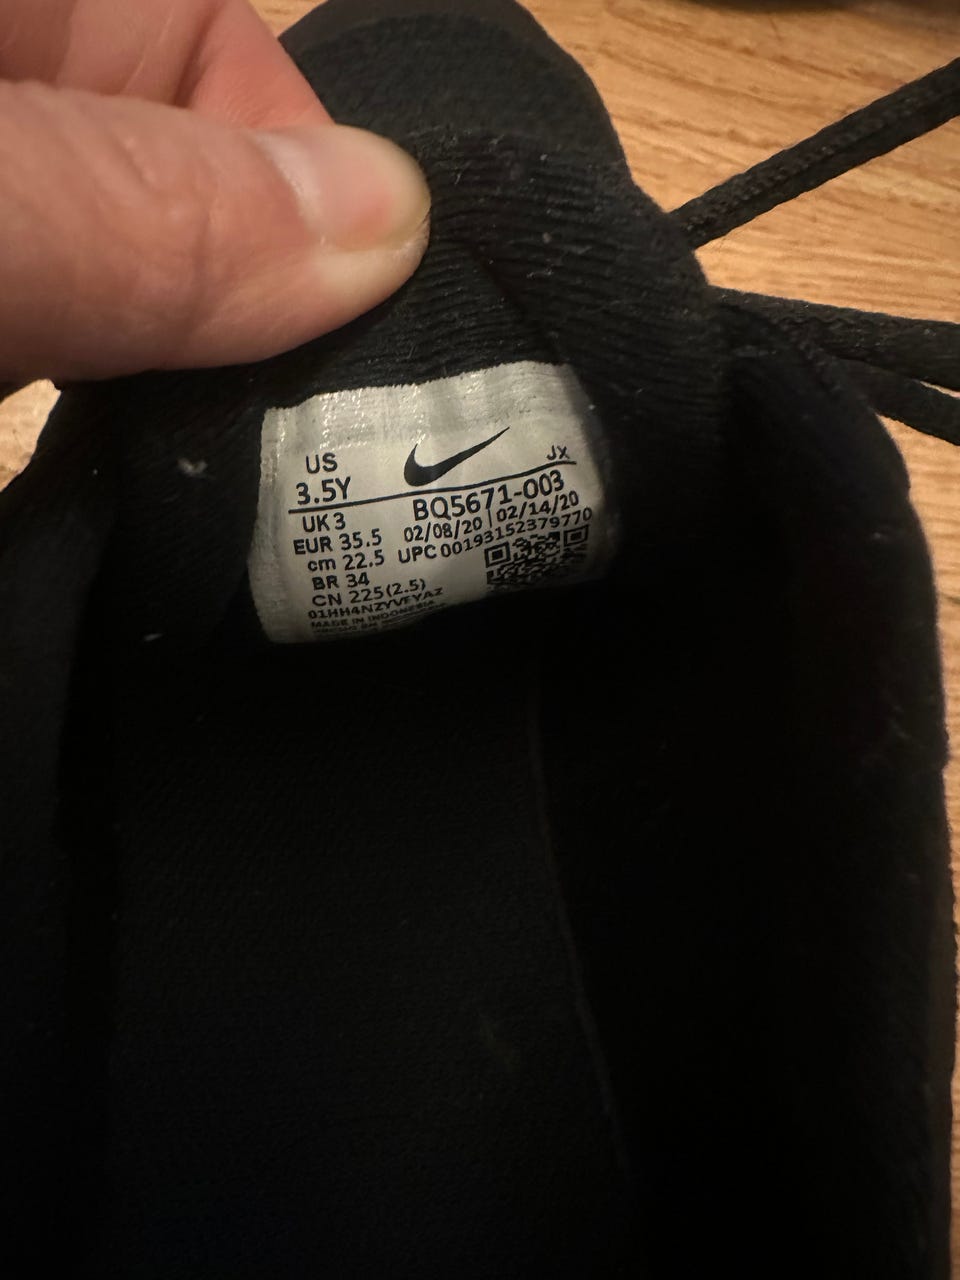 US
3.5Y
JX
UK 3
BQ5671-003
EUR 35.5
02/08/20 | 02/14/20
cm 22.5
UPC 00193152379770
BR 34
CN 225(2.5)
01HH4NZYVFYAZ
MADE IN INDONESIA